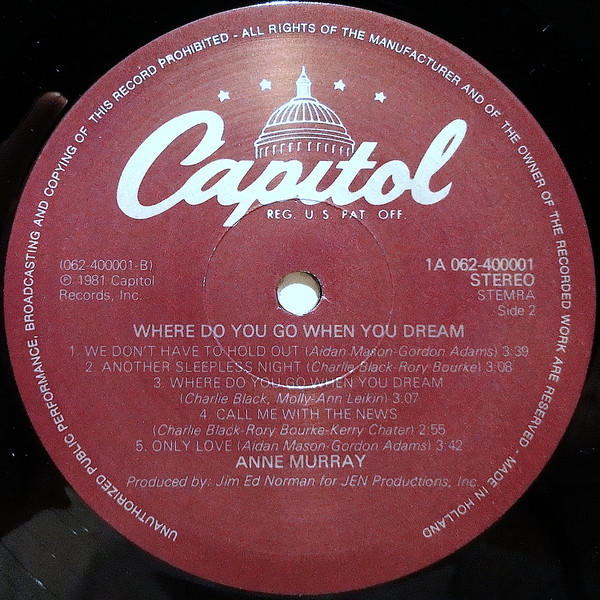 UNAUTHORIZED PUBLIC PERFORMANCE, BROADCASTING AND COPYING OF THIS RECORD PROHIBITED - ALL RIGHTS OF THE MANUFACTURER AND OF THE OWNER OF THE RECORDED WORK ARE RESERVED - MADE IN HOLLAND
Capitol
REG. U.S. PAT. OFF.
(062-400001-B)
℗ 1981 Capitol
Records, Inc.
1A 062-400001
STEREO
STEMRA
Side 2
WHERE DO YOU GO WHEN YOU DREAM
1. WE DON'T HAVE TO HOLD OUT (Aidan Mason-Gordon Adams) 3:39
2. ANOTHER SLEEPLESS NIGHT (Charlie Black-Rory Bourke) 3:08
3. WHERE DO YOU GO WHEN YOU DREAM
(Charlie Black, Molly-Ann Leikin) 3:07
4. CALL ME WITH THE NEWS
(Charlie Black-Rory Bourke-Kerry Chater) 2:55
5. ONLY LOVE (Aidan Mason-Gordon Adams) 3:42
ANNE MURRAY
Produced by: Jim Ed Norman for JEN Productions, Inc.